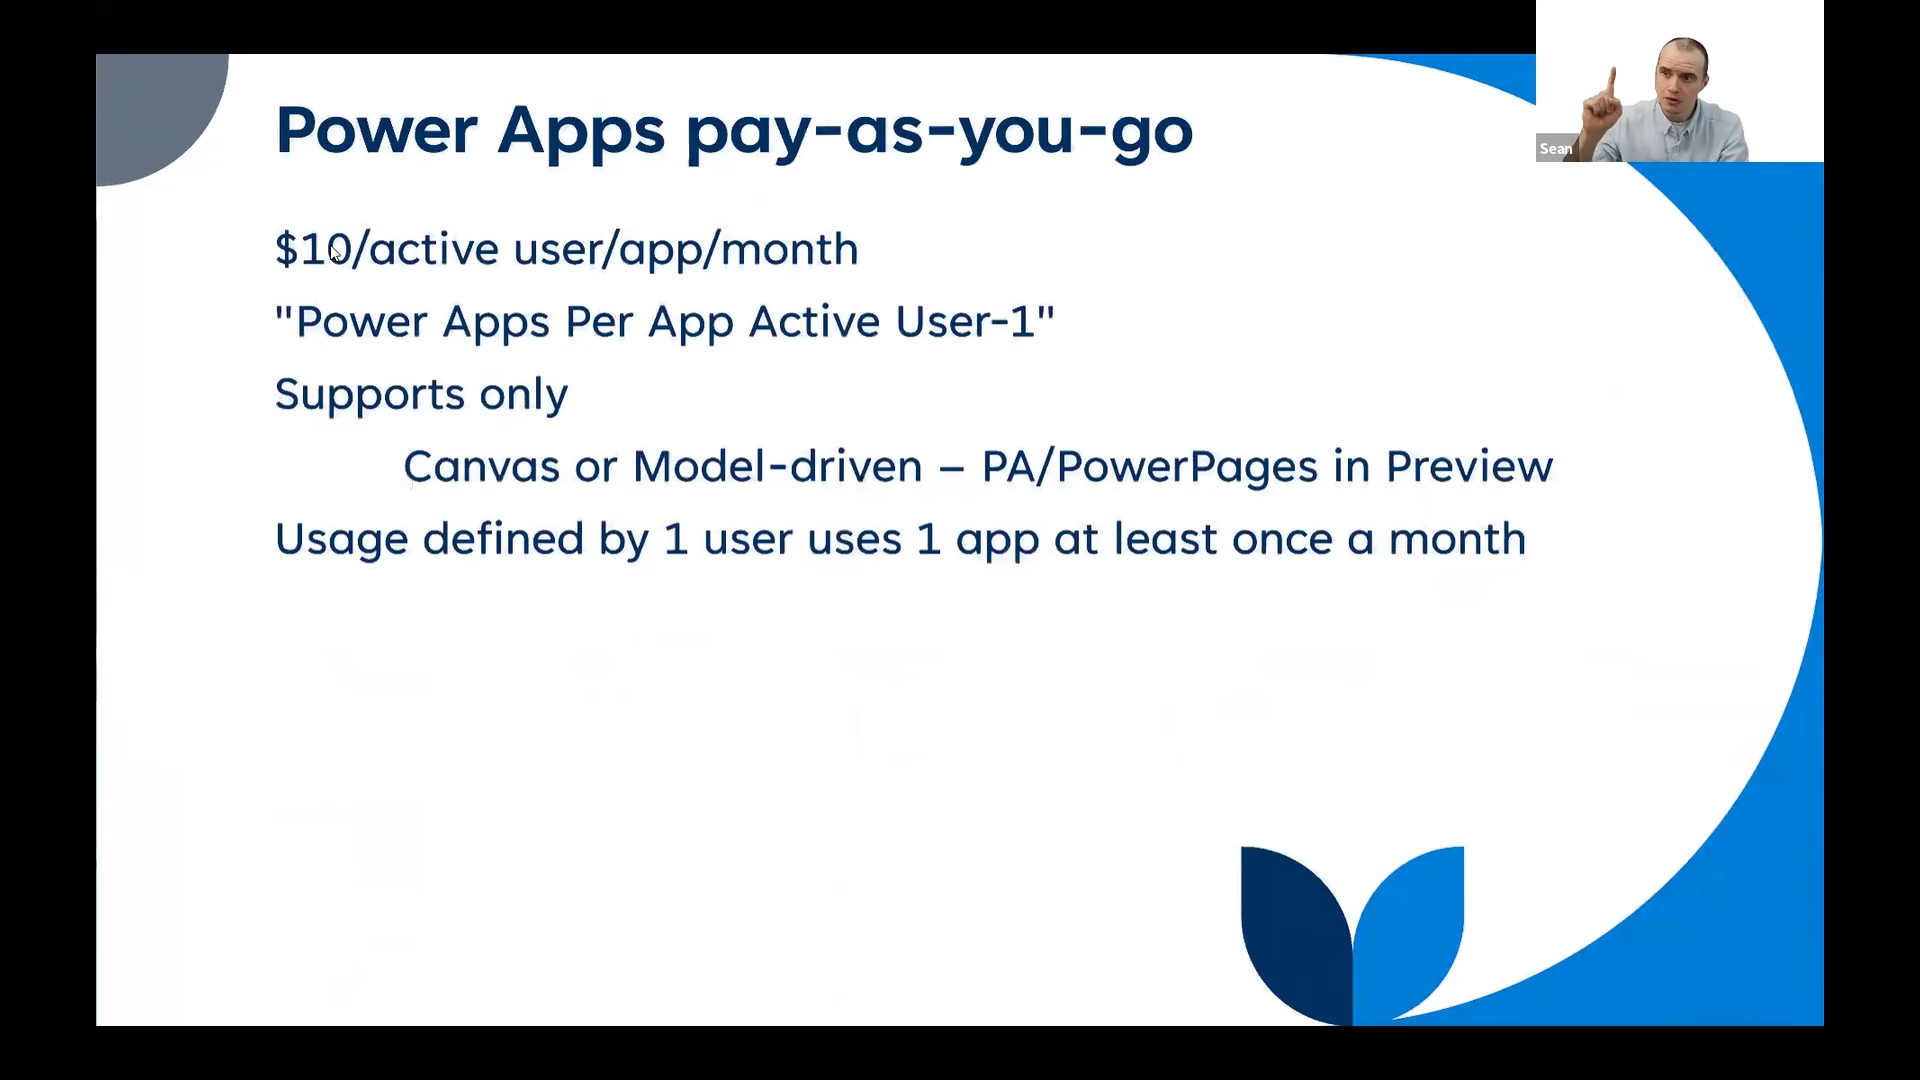 Power Apps pay-as-you-go
Sean
$10/active user/app/month
"Power Apps Per App Active User-1"
Supports only
Canvas or Model-driven – PA/PowerPages in Preview
Usage defined by 1 user uses 1 app at least once a month